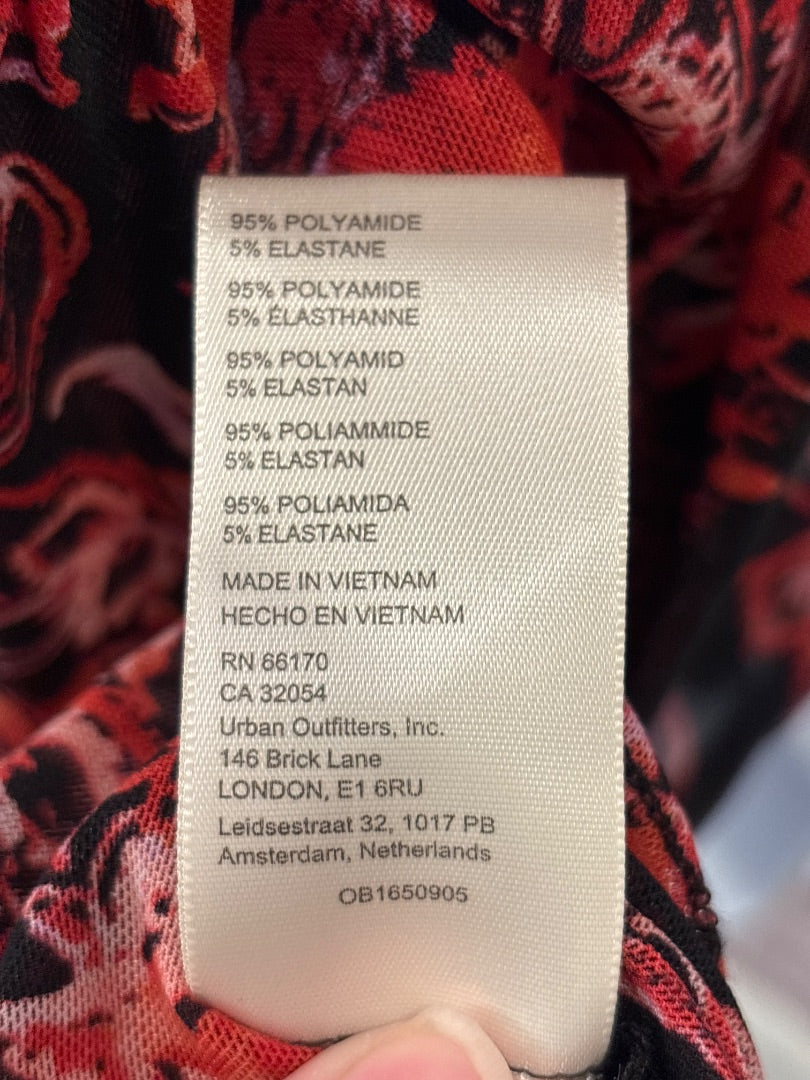 95% POLYAMIDE
5% ELASTANE
95% POLYAMIDE
5% ÉLASTHANNE
95% POLYAMID
5% ELASTAN
95% POLIAMMIDE
5% ELASTAN
95% POLIAMIDA
5% ELASTANE
MADE IN VIETNAM
HECHO EN VIETNAM
RN 66170
CA 32054
Urban Outfitters, Inc.
146 Brick Lane
LONDON, E1 6RU
Leidsestraat 32, 1017 PB
Amsterdam, Netherlands
OB1650905